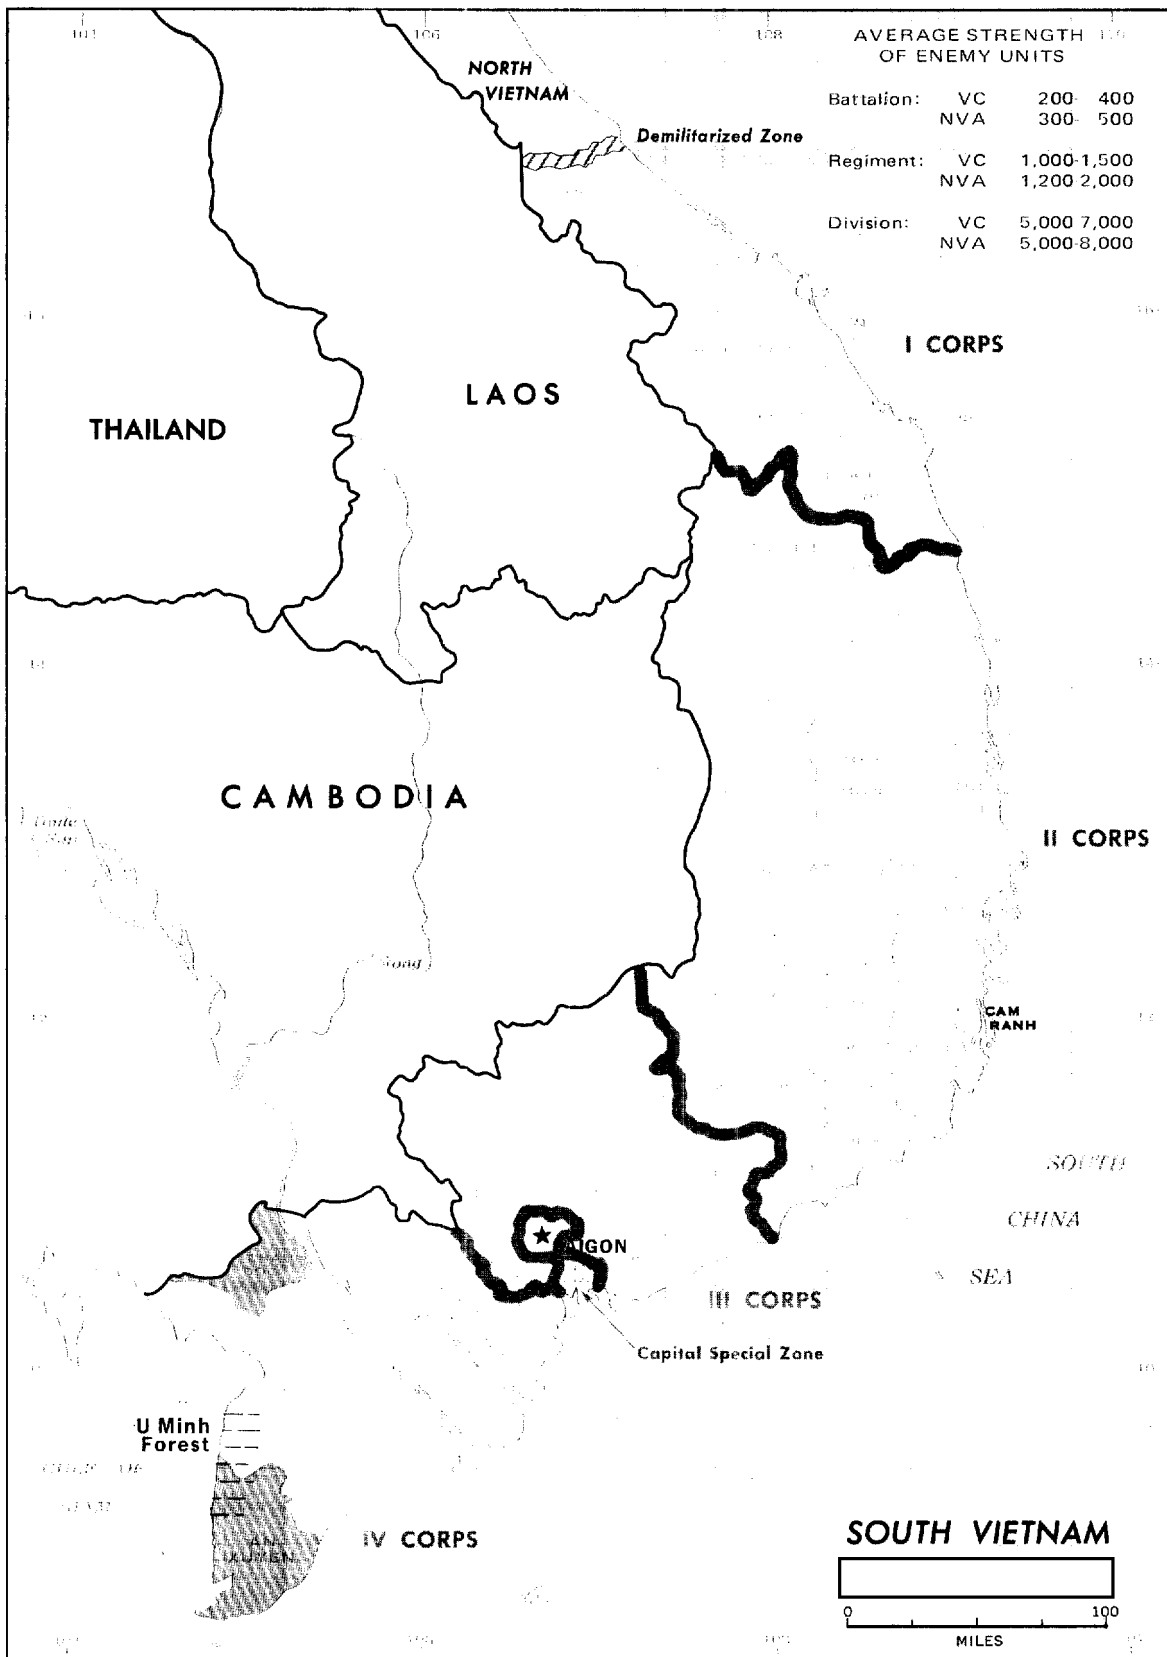 106
108
AVERAGE STRENGTH
OF ENEMY UNITS
Battalion: VC 200- 400
NVA 300- 500
Regiment: VC 1,000-1,500
NVA 1,200-2,000
Division: VC 5,000-7,000
NVA 5,000-8,000
NORTH
VIETNAM
Demilitarized Zone
I CORPS
LAOS
THAILAND
CAMBODIA
II CORPS
CAM
RANH
SOUTH
CHINA
SEA
AIGON
III CORPS
Capital Special Zone
U Minh
Forest
IV CORPS
SOUTH VIETNAM
0 100
MILES